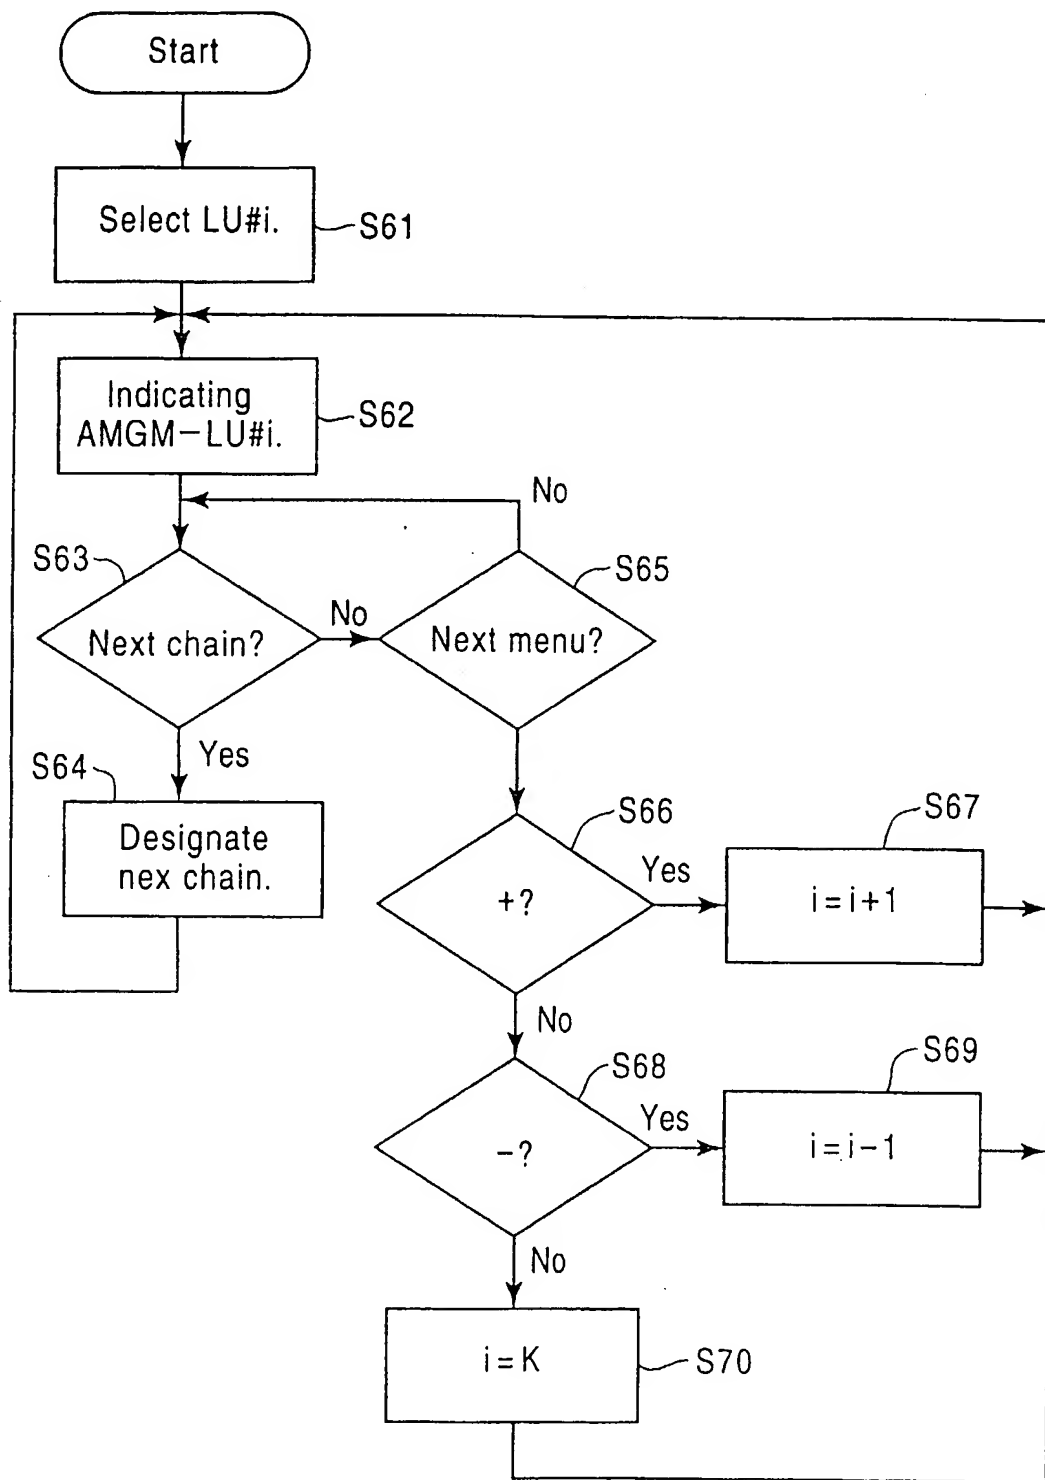 Start
Select LU#i.
S61
Indicating
AMGM-LU#i.
S62
No
S63
Next chain?
No
S65
Next menu?
Yes
S64
Designate
nex chain.
S66
+?
Yes
S67
i=i+1
No
S68
-?
Yes
S69
i=i-1
No
i=K
S70